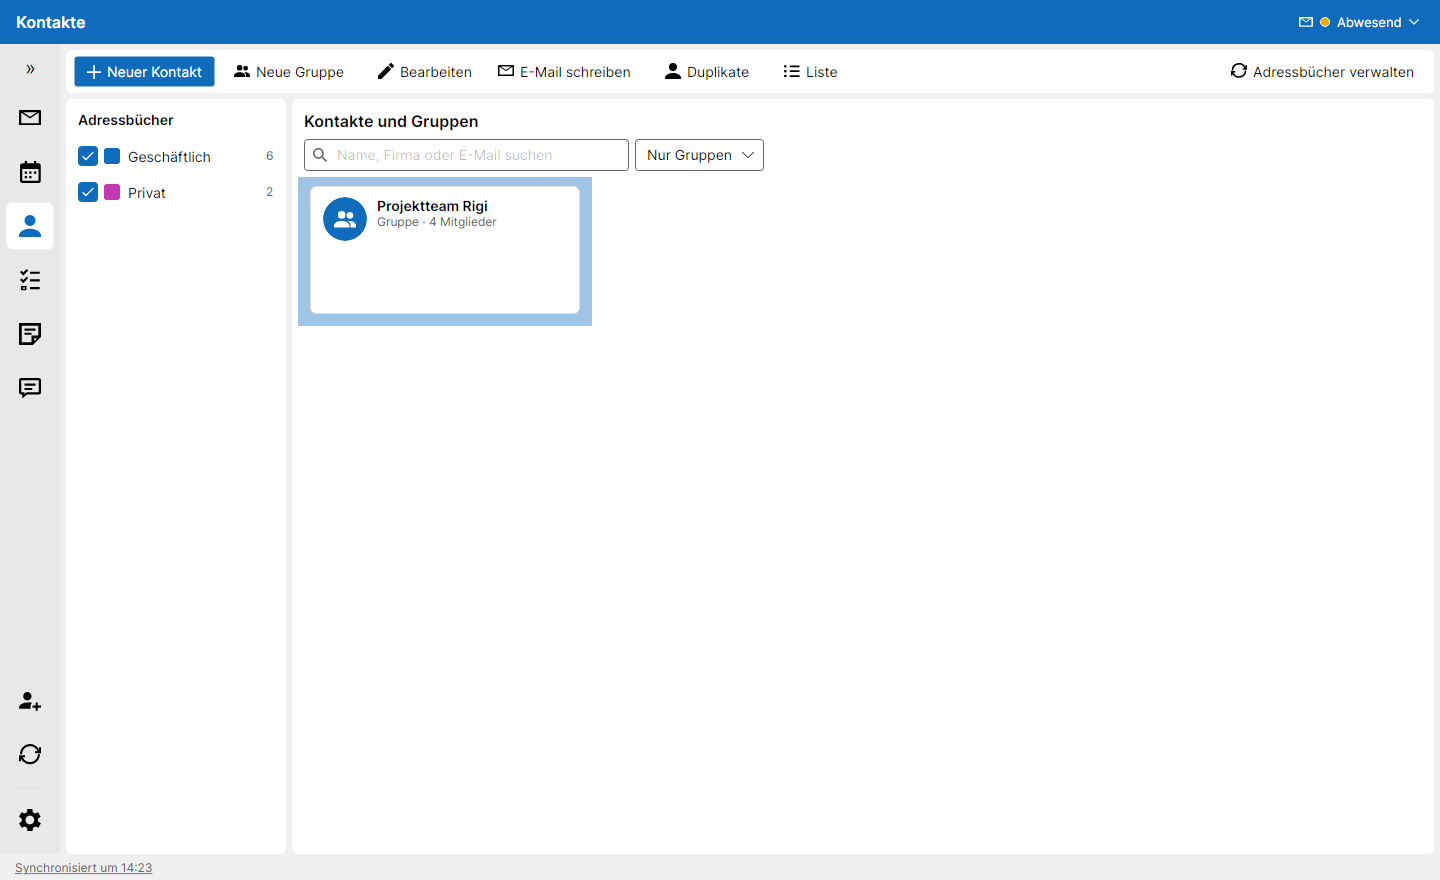 Kontakte
Abwesend
Neuer Kontakt
Neue Gruppe
Bearbeiten
E-Mail schreiben
Duplikate
Liste
Adressbücher verwalten
Adressbücher
Geschäftlich 6
Privat 2
Kontakte und Gruppen
Name, Firma oder E-Mail suchen
Nur Gruppen
Projektteam Rigi
Gruppe · 4 Mitglieder
Synchronisiert um 14:23